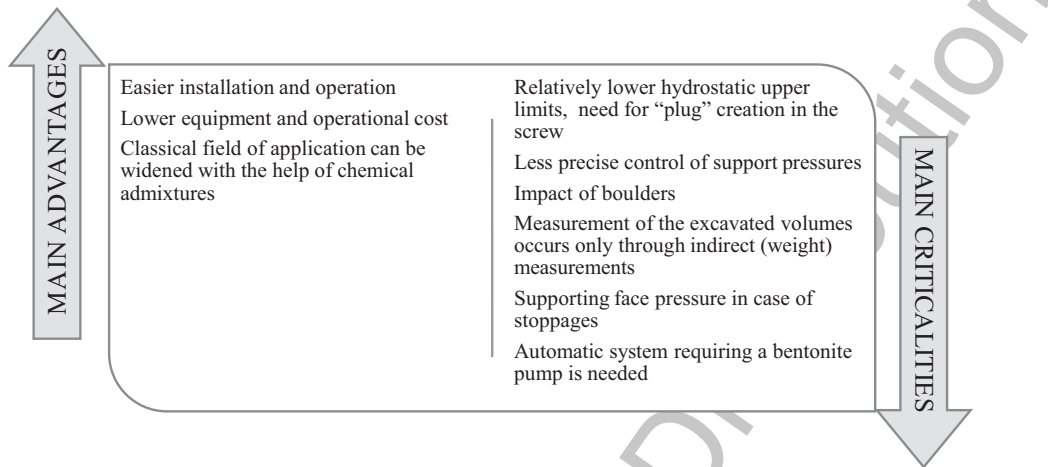 MAIN ADVANTAGES
Easier installation and operation
Lower equipment and operational cost
Classical field of application can be
widened with the help of chemical
admixtures
Relatively lower hydrostatic upper
limits, need for “plug” creation in the
screw
Less precise control of support pressures
Impact of boulders
Measurement of the excavated volumes
occurs only through indirect (weight)
measurements
Supporting face pressure in case of
stoppages
Automatic system requiring a bentonite
pump is needed
MAIN CRITICALITIES